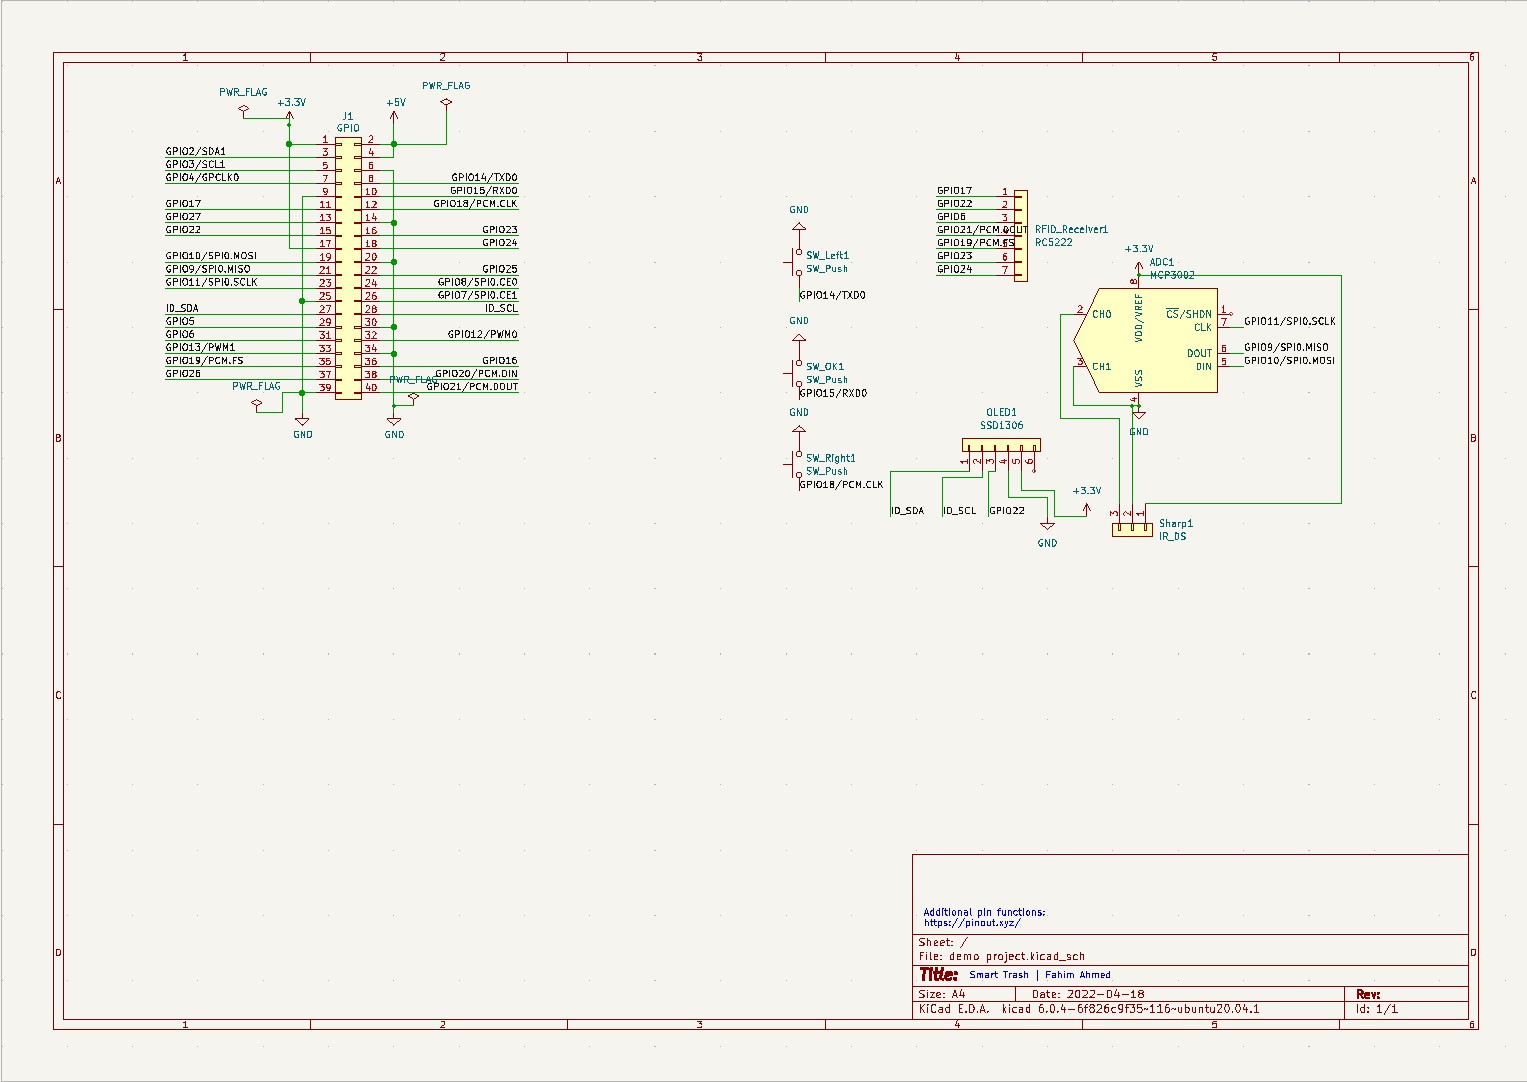 1 2 3 4 5 6
A
B
C
D
PWR_FLAG
+3.3V
+5V
PWR_FLAG
J1
GPIO
1 2
GPIO2/SDA1 3 4
GPIO3/SCL1 5 6
GPIO4/GPCLK0 7 8 GPIO14/TXD0
9 10 GPIO15/RXD0
GPIO17 11 12 GPIO18/PCM.CLK
GPIO27 13 14
GPIO22 15 16 GPIO23
17 18 GPIO24
GPIO10/SPI0.MOSI 19 20
GPIO9/SPI0.MISO 21 22 GPIO25
GPIO11/SPI0.SCLK 23 24 GPIO8/SPI0.CE0
25 26 GPIO7/SPI0.CE1
ID_SDA 27 28 ID_SCL
GPIO5 29 30
GPIO6 31 32 GPIO12/PWM0
GPIO13/PWM1 33 34
GPIO19/PCM.FS 35 36 GPIO16
GPIO26 37 38 GPIO20/PCM.DIN
PWR_FLAG 39 40 GPIO21/PCM.DOUT
PWR_FLAG
GND
GND
GND
SW_Left1
SW_Push
GPIO14/TXD0
GND
SW_OK1
SW_Push
GPIO15/RXD0
GND
SW_Right1
SW_Push
GPIO18/PCM.CLK
GPIO17 1
GPIO22 2
GPIO6 3
GPIO21/PCM.DOUT 4
GPIO19/PCM.FS 5
GPIO23 6
GPIO24 7
RFID_Receiver1
RC5222
+3.3V
ADC1
MCP3002
8
VDD/VREF
2 CH0
3 CH1
CS/SHDN 1
CLK 7 GPIO11/SPI0.SCLK
DOUT 6 GPIO9/SPI0.MISO
DIN 5 GPIO10/SPI0.MOSI
VSS
4
GND
OLED1
SSD1306
1 2 3 4 5 6
ID_SDA
ID_SCL
GPIO22
GND
+3.3V
3 2 1
Sharp1
IR_DS
A
B
C
D
Additional pin functions:
https://pinout.xyz/
Sheet: /
File: demo project.kicad_sch
Title: Smart Trash | Fahim Ahmed
Size: A4 Date: 2022-04-18 Rev:
KiCad E.D.A. kicad 6.0.4-6f826c9f35~116~ubuntu20.04.1 Id: 1/1
1 2 3 4 5 6